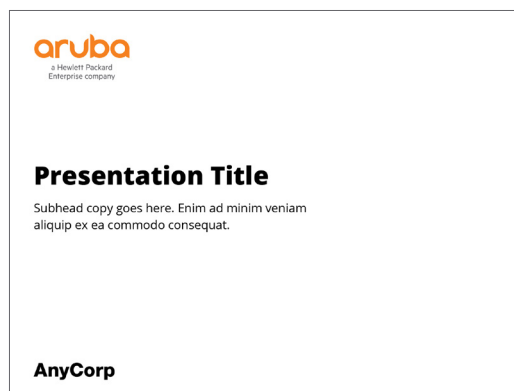 aruba
a Hewlett Packard
Enterprise company
Presentation Title
Subhead copy goes here. Enim ad minim veniam
aliquip ex ea commodo consequat.
AnyCorp